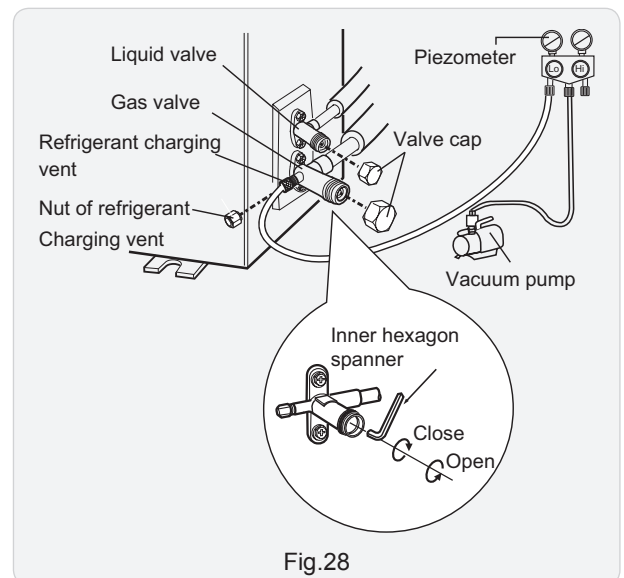 Liquid valve
Gas valve
Refrigerant charging
vent
Nut of refrigerant
Charging vent
Piezometer
Lo
Hi
Valve cap
Vacuum pump
Inner hexagon
spanner
Close
Open
Fig.28